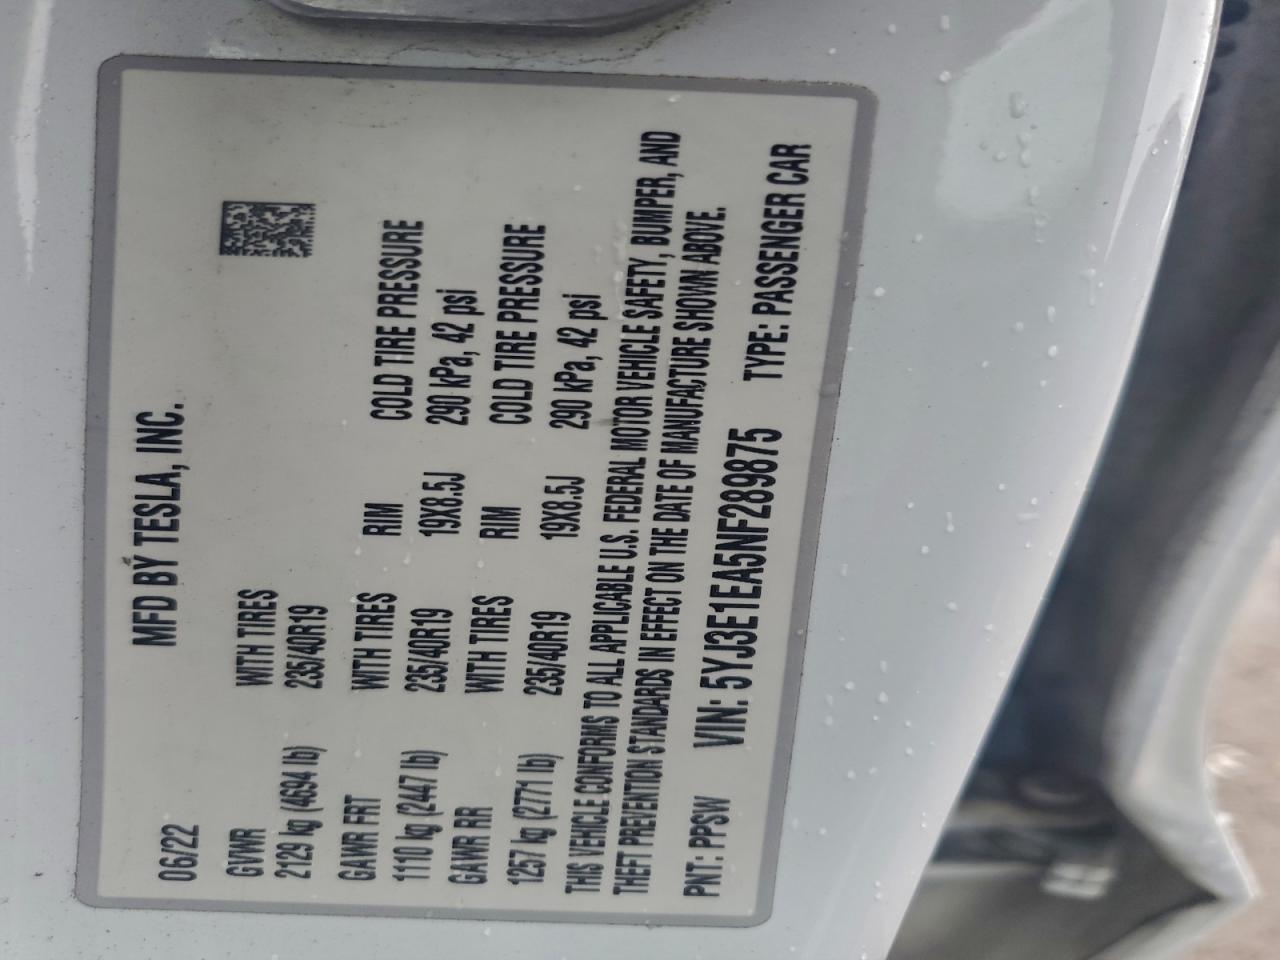 MFD BY TESLA, INC.
06/22
GVWR WITH TIRES
2129 kg (4694 lb) 235/40R19
GAWR FRT WITH TIRES RIM COLD TIRE PRESSURE
1110 kg (2447 lb) 235/40R19 19X8.5J 290 kPa, 42 psi
GAWR RR WITH TIRES RIM COLD TIRE PRESSURE
1257 kg (2771 lb) 235/40R19 19X8.5J 290 kPa, 42 psi
THIS VEHICLE CONFORMS TO ALL APPLICABLE U.S. FEDERAL MOTOR VEHICLE SAFETY, BUMPER, AND
THEFT PREVENTION STANDARDS IN EFFECT ON THE DATE OF MANUFACTURE SHOWN ABOVE.
PNT: PPSW VIN: 5YJ3E1EA5NF289875 TYPE: PASSENGER CAR